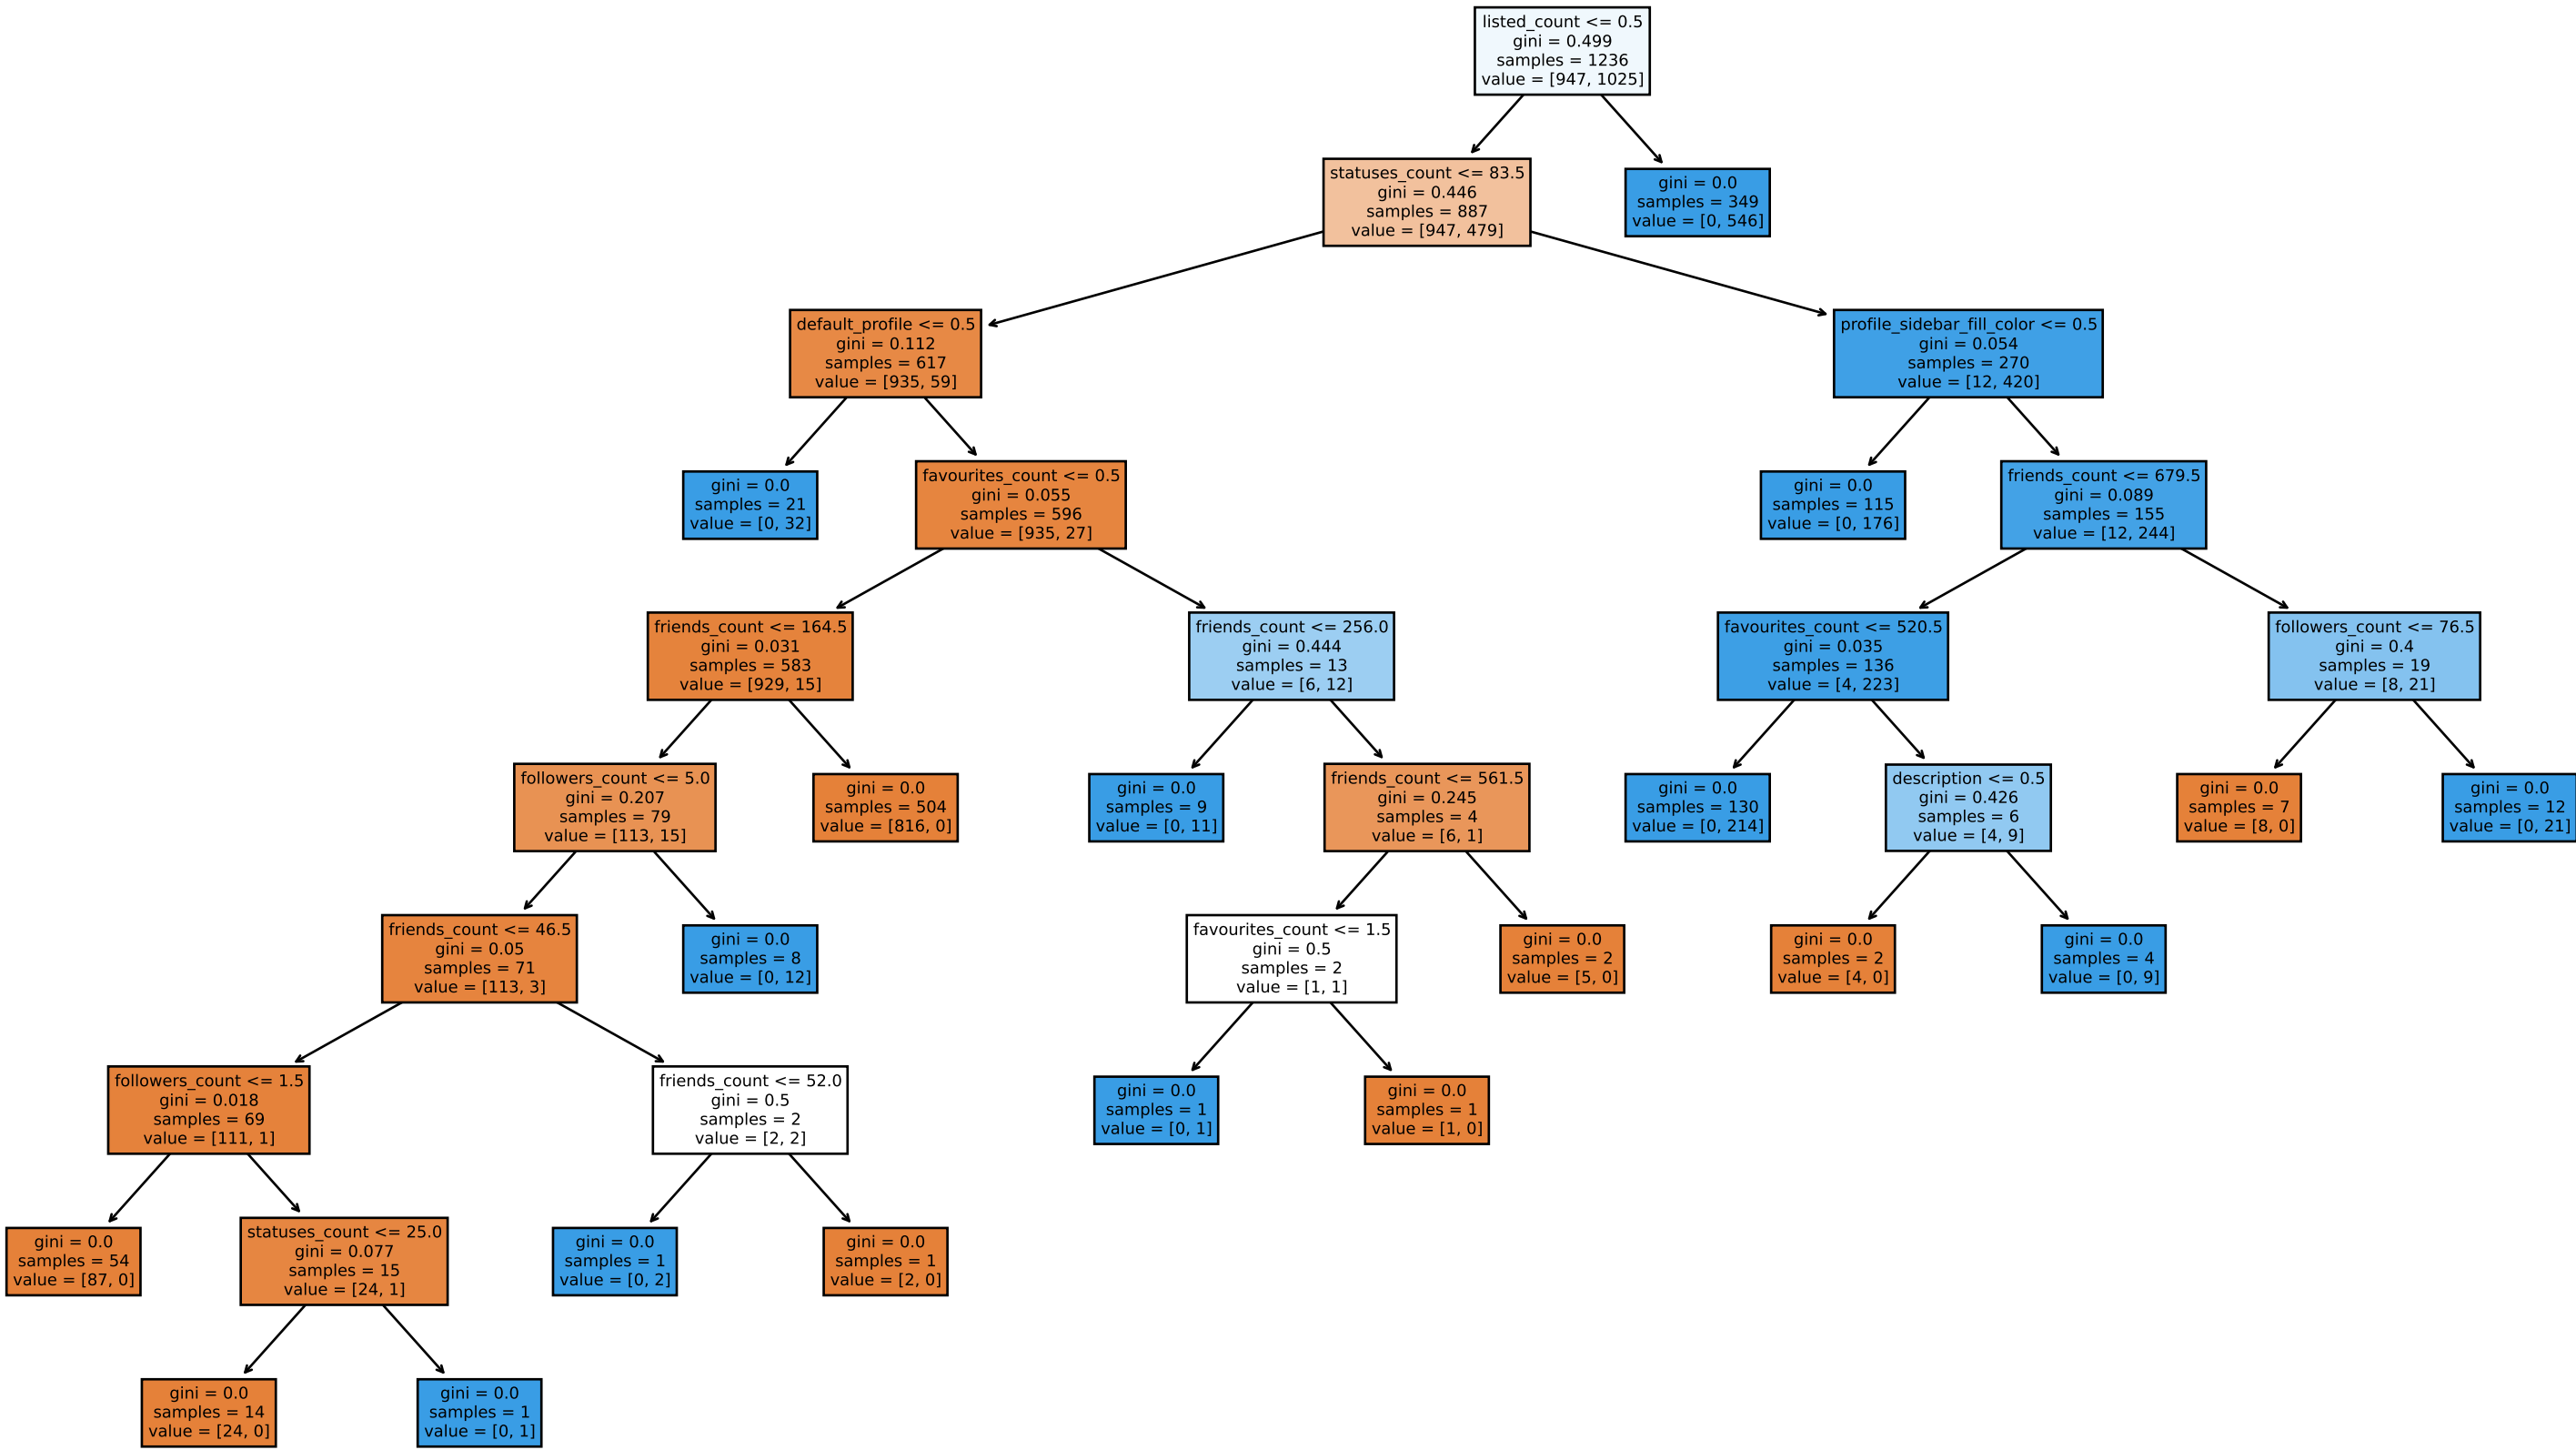 listed_count <= 0.5
gini = 0.499
samples = 1236
value = [947, 1025]
statuses_count <= 83.5
gini = 0.446
samples = 887
value = [947, 479]
gini = 0.0
samples = 349
value = [0, 546]
default_profile <= 0.5
gini = 0.112
samples = 617
value = [935, 59]
profile_sidebar_fill_color <= 0.5
gini = 0.054
samples = 270
value = [12, 420]
gini = 0.0
samples = 21
value = [0, 32]
favourites_count <= 0.5
gini = 0.055
samples = 596
value = [935, 27]
gini = 0.0
samples = 115
value = [0, 176]
friends_count <= 679.5
gini = 0.089
samples = 155
value = [12, 244]
friends_count <= 164.5
gini = 0.031
samples = 583
value = [929, 15]
friends_count <= 256.0
gini = 0.444
samples = 13
value = [6, 12]
favourites_count <= 520.5
gini = 0.035
samples = 136
value = [4, 223]
followers_count <= 76.5
gini = 0.4
samples = 19
value = [8, 21]
followers_count <= 5.0
gini = 0.207
samples = 79
value = [113, 15]
gini = 0.0
samples = 504
value = [816, 0]
gini = 0.0
samples = 9
value = [0, 11]
friends_count <= 561.5
gini = 0.245
samples = 4
value = [6, 1]
gini = 0.0
samples = 130
value = [0, 214]
description <= 0.5
gini = 0.426
samples = 6
value = [4, 9]
gini = 0.0
samples = 7
value = [8, 0]
gini = 0.0
samples = 12
value = [0, 21]
friends_count <= 46.5
gini = 0.05
samples = 71
value = [113, 3]
gini = 0.0
samples = 8
value = [0, 12]
favourites_count <= 1.5
gini = 0.5
samples = 2
value = [1, 1]
gini = 0.0
samples = 2
value = [5, 0]
gini = 0.0
samples = 2
value = [4, 0]
gini = 0.0
samples = 4
value = [0, 9]
followers_count <= 1.5
gini = 0.018
samples = 69
value = [111, 1]
friends_count <= 52.0
gini = 0.5
samples = 2
value = [2, 2]
gini = 0.0
samples = 1
value = [0, 1]
gini = 0.0
samples = 1
value = [1, 0]
gini = 0.0
samples = 54
value = [87, 0]
statuses_count <= 25.0
gini = 0.077
samples = 15
value = [24, 1]
gini = 0.0
samples = 1
value = [0, 2]
gini = 0.0
samples = 1
value = [2, 0]
gini = 0.0
samples = 14
value = [24, 0]
gini = 0.0
samples = 1
value = [0, 1]